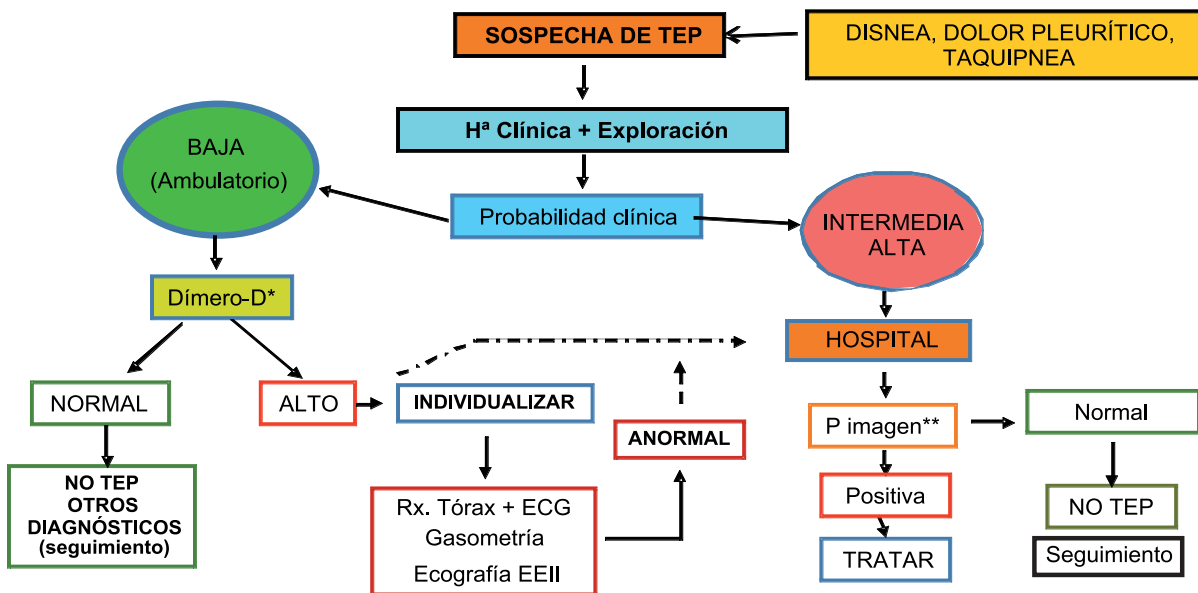 SOSPECHA DE TEP
DISNEA, DOLOR PLEURÍTICO,
TAQUIPNEA
Hª Clínica + Exploración
BAJA
(Ambulatorio)
Probabilidad clínica
INTERMEDIA
ALTA
Dímero-D*
HOSPITAL
NORMAL
ALTO
INDIVIDUALIZAR
ANORMAL
P imagen**
Normal
NO TEP
OTROS
DIAGNÓSTICOS
(seguimiento)
Rx. Tórax + ECG
Gasometría
Ecografía EEII
Positiva
NO TEP
TRATAR
Seguimiento